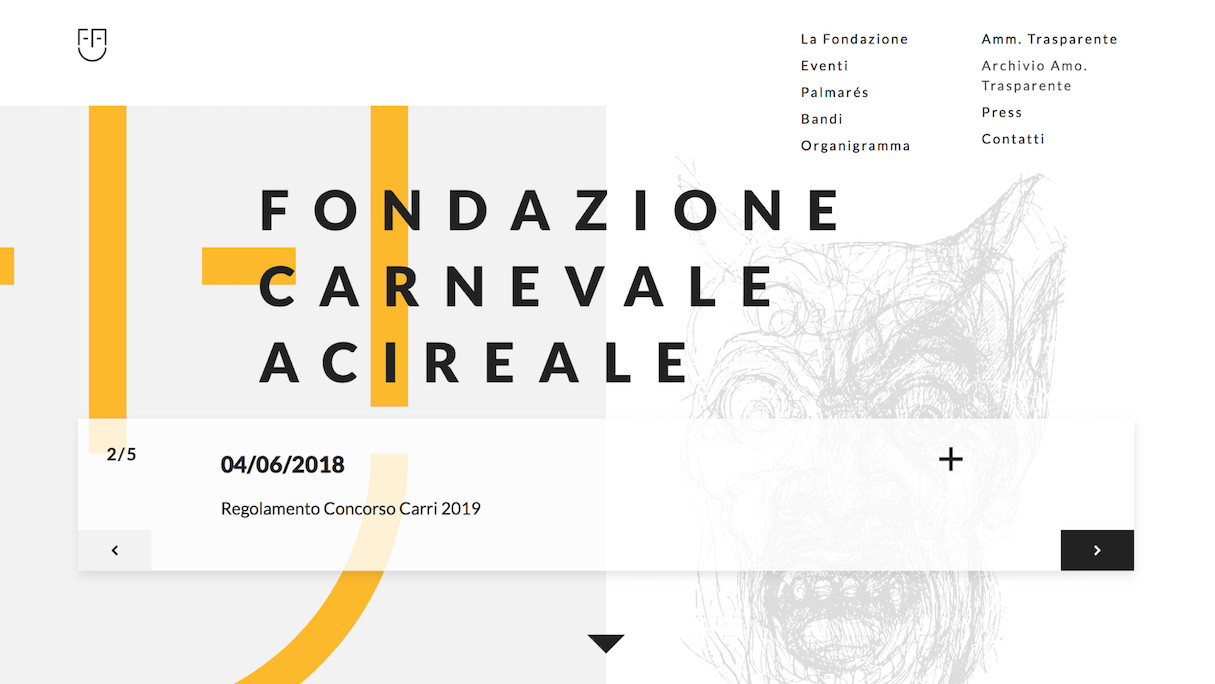 La Fondazione
Eventi
Palmarés
Bandi
Organigramma
Amm. Trasparente
Archivio Amo.
Trasparente
Press
Contatti
FONDAZIONE
CARNEVALE
ACIREALE
2/5
04/06/2018
Regolamento Concorso Carri 2019